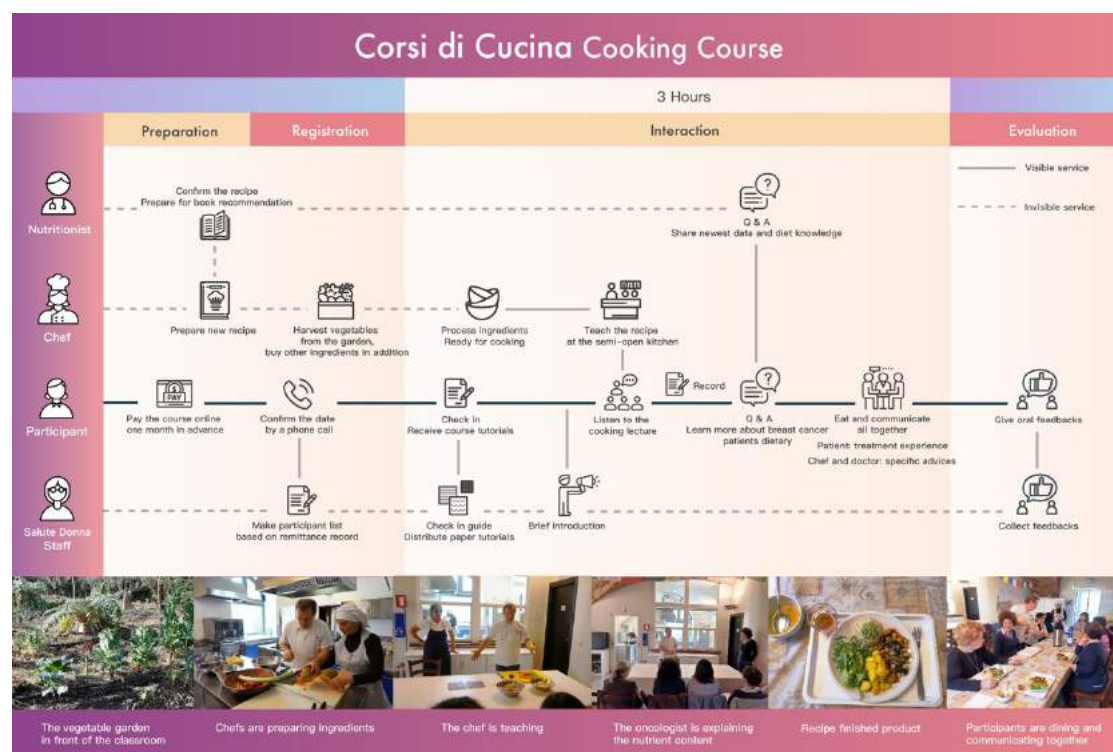 Corsi di Cucina Cooking Course
3 Hours
Preparation
Registration
Interaction
Evaluation
Visible service
Invisible service
Nutritionist
Confirm the recipe
Prepare for book recommendation
Q & A
Share newest data and diet knowledge
Chef
Prepare new recipe
Harvest vegetables
from the garden,
buy other ingredients in addition
Process ingredients
Ready for cooking
Teach the recipe
at the semi-open kitchen
Participant
PAY
Pay the course online
one month in advance
Confirm the date
by a phone call
Check in
Receive course tutorials
Listen to the
cooking lecture
Record
Q & A
Learn more about breast cancer
patients dietary
Eat and communicate
all together
Patient: treatment experience
Chef and doctor: specific advices
Give oral feedbacks
Salute Donna
Staff
Make participant list
based on remittance record
Check in guide
Distribute paper tutorials
Brief Introduction
Collect feedbacks
The vegetable garden
in front of the classroom
Chefs are preparing ingredients
The chef is teaching
The oncologist is explaining
the nutrient content
Recipe finished product
Participants are dining and
communicating together